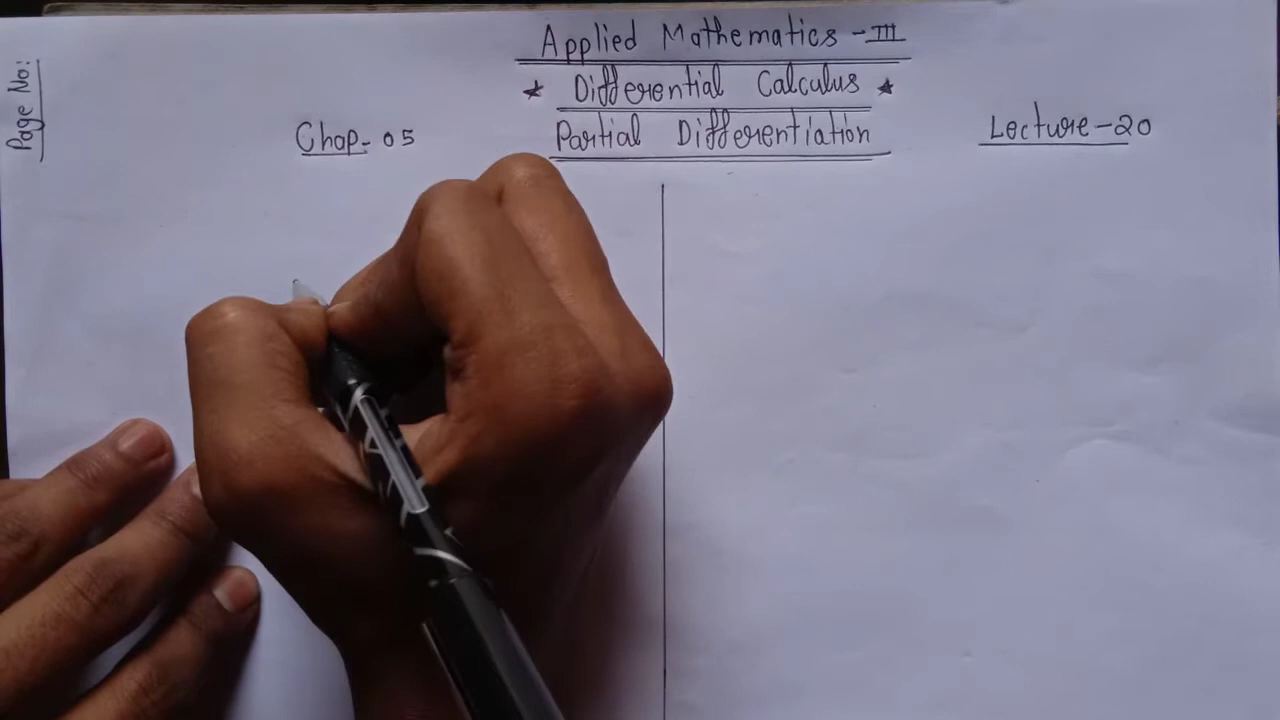 Page No:
Applied Mathematics - III
* Differential Calculus *
Chap - 05
Partial Differentiation
Lecture - 20